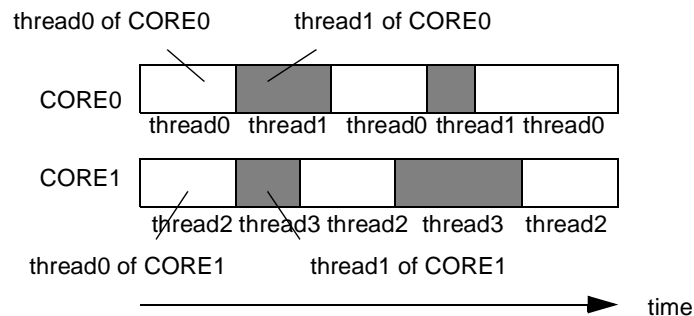 thread0 of CORE0 thread1 of CORE0
CORE0
thread0 thread1 thread0 thread1 thread0
CORE1
thread2 thread3 thread2 thread3 thread2
thread0 of CORE1 thread1 of CORE1
time